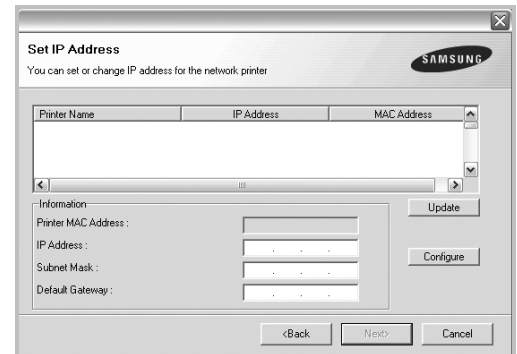 Set IP Address
You can set or change IP address for the network printer
SAMSUNG
Printer Name IP Address MAC Address
Information
Printer MAC Address :
Update
IP Address :
Configure
Subnet Mask :
Default Gateway :
<Back Next> Cancel